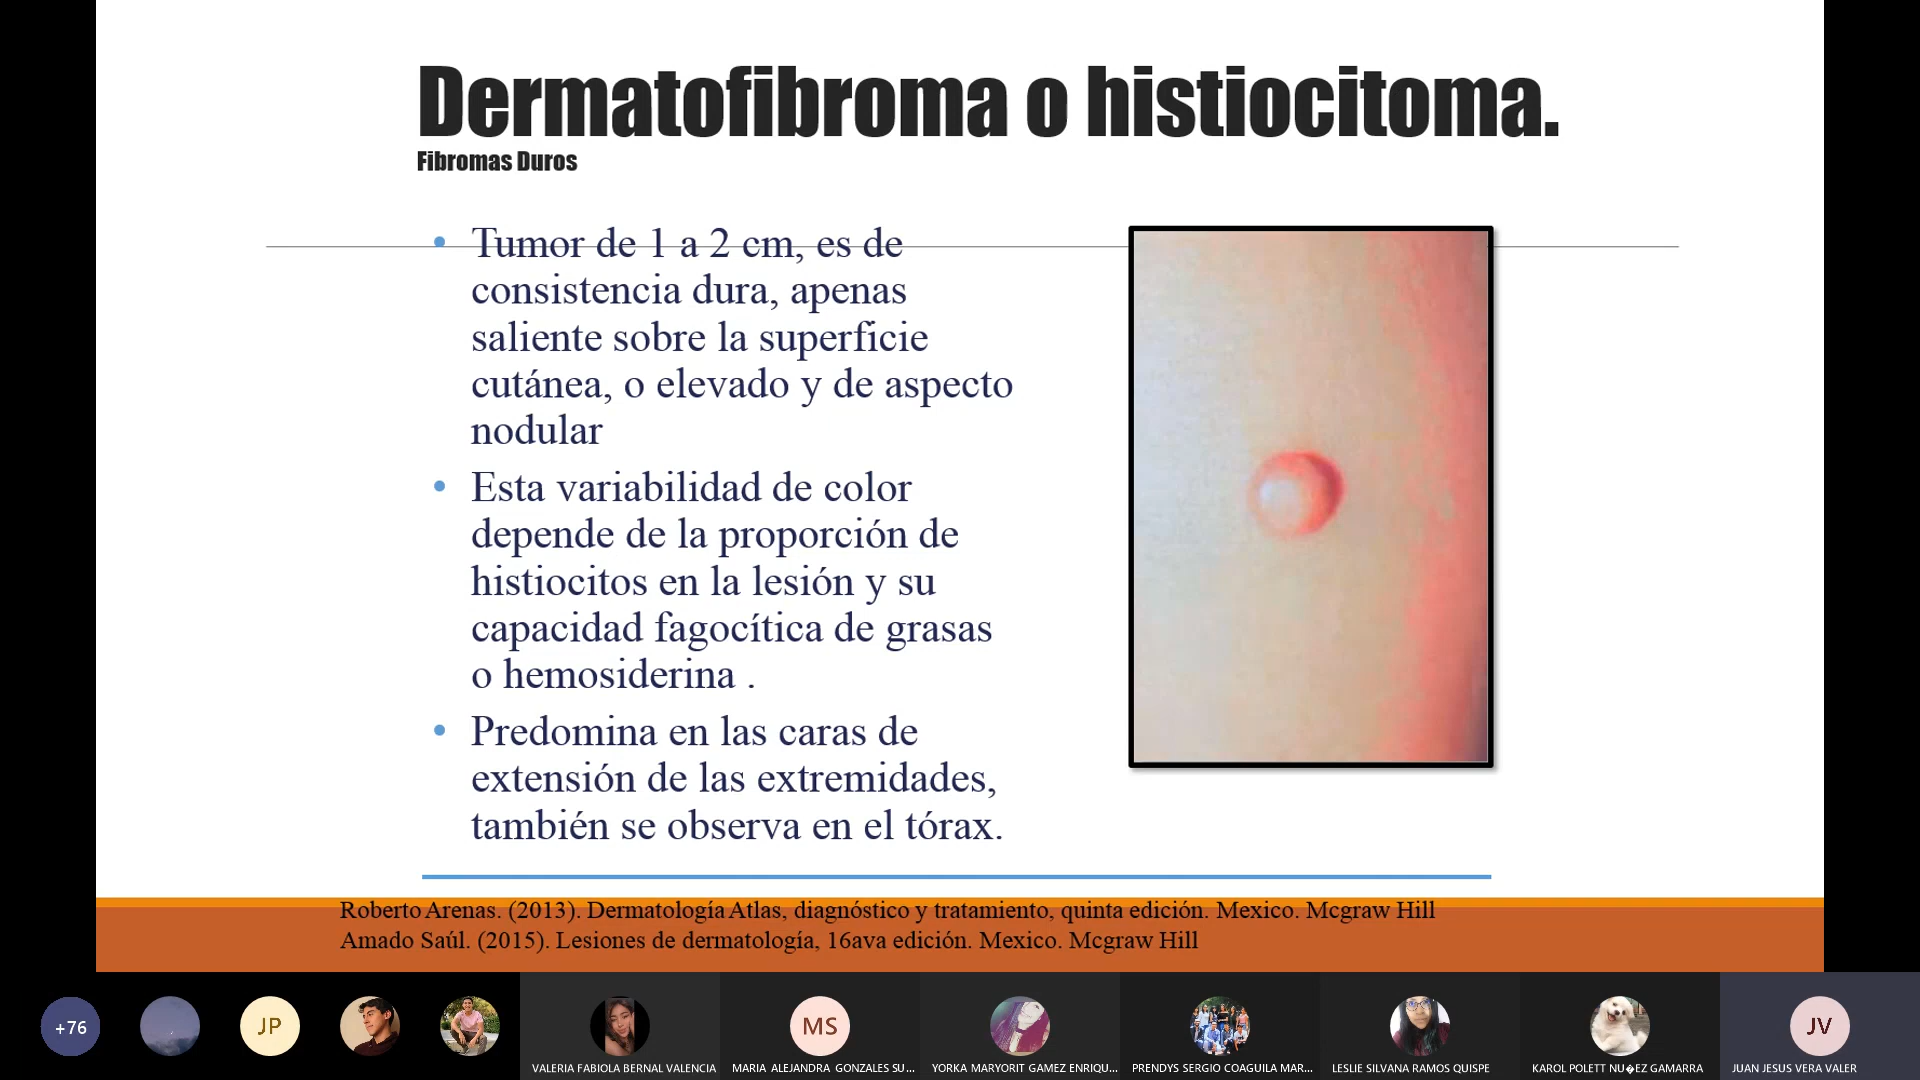 Dermatofibroma o histiocitoma.
Fibromas Duros
• Tumor de 1 a 2 cm, es de
consistencia dura, apenas
saliente sobre la superficie
cutánea, o elevado y de aspecto
nodular
• Esta variabilidad de color
depende de la proporción de
histiocitos en la lesión y su
capacidad fagocítica de grasas
o hemosiderina .
• Predomina en las caras de
extensión de las extremidades,
también se observa en el tórax.
Roberto Arenas. (2013). Dermatología Atlas, diagnóstico y tratamiento, quinta edición. Mexico. Mcgraw Hill
Amado Saúl. (2015). Lesiones de dermatología, 16ava edición. Mexico. Mcgraw Hill
+76
JP
MS
JV
VALERIA FABIOLA BERNAL VALENCIA
MARIA ALEJANDRA GONZALES SU...
YORKA MARYORIT GAMEZ ENRIQU...
PRENDYS SERGIO COAGUILA MAR...
LESLIE SILVANA RAMOS QUISPE
KAROL POLETT NU�EZ GAMARRA
JUAN JESUS VERA VALER